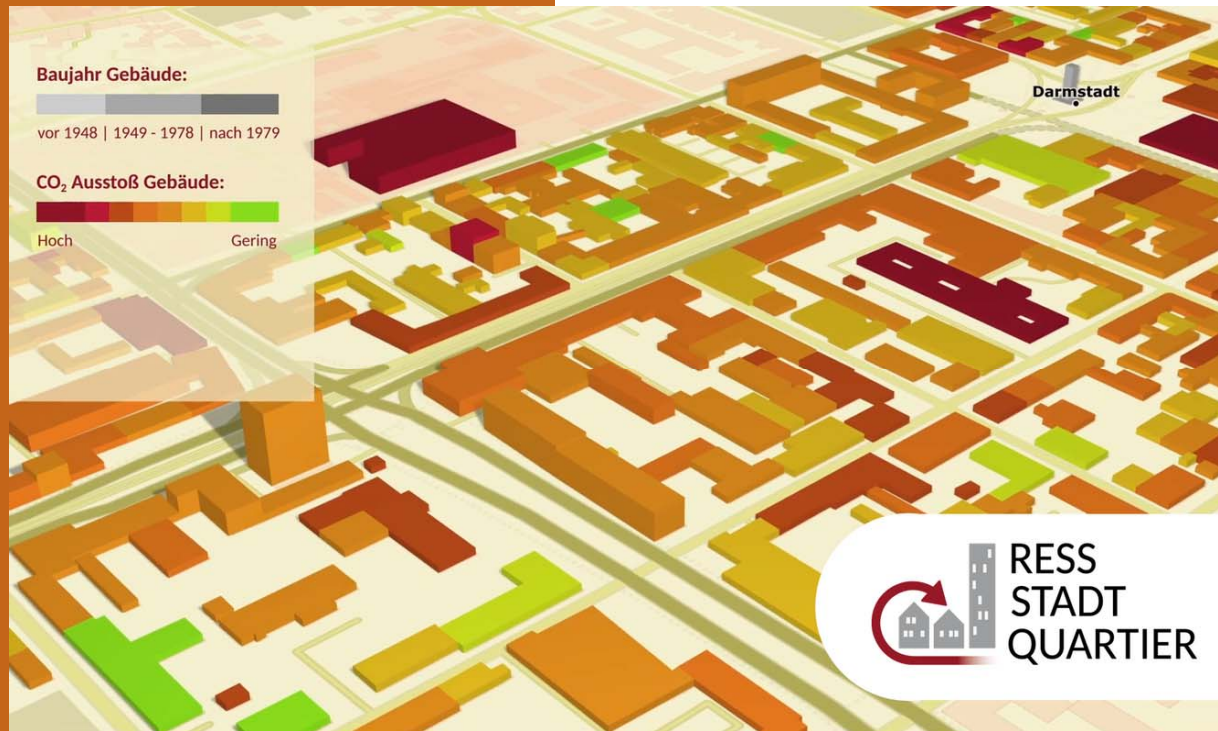 Baujahr Gebäude:
vor 1948 | 1949 - 1978 | nach 1979
CO₂ Ausstoß Gebäude:
Hoch Gering
Darmstadt
RESS
STADT
QUARTIER